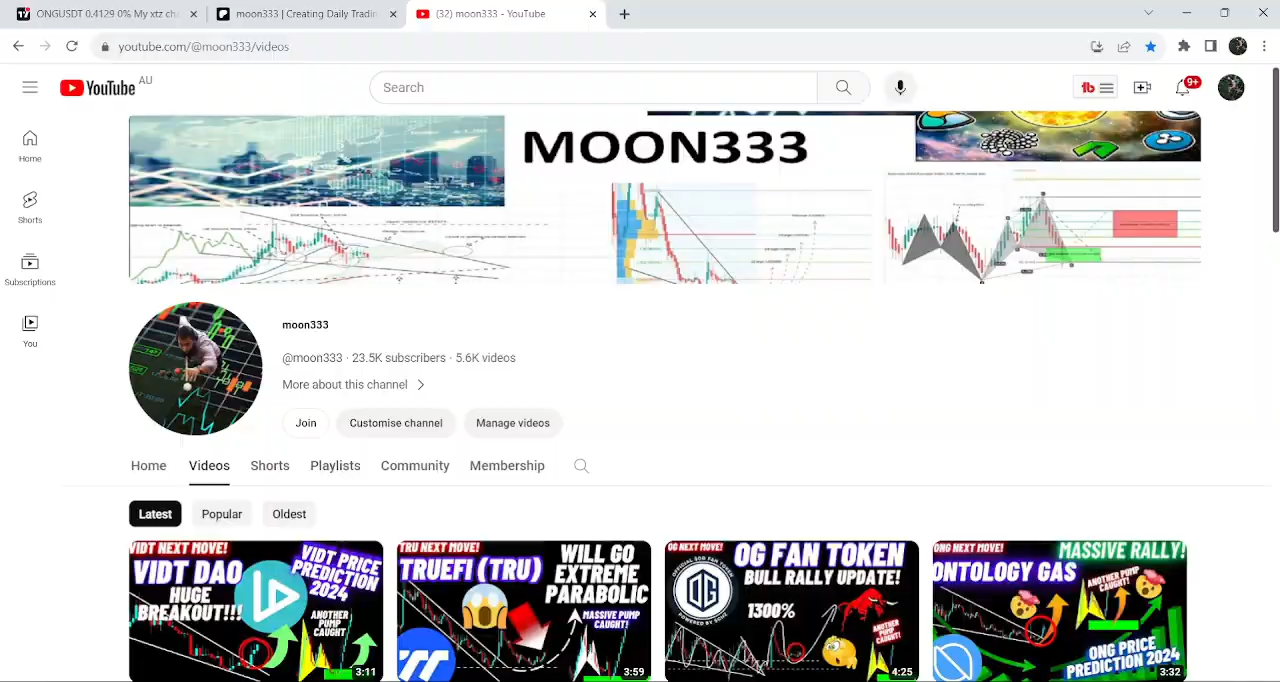 ONGUSDT 0.4129 0% My xtz cha
moon333 | Creating Daily Tradin
(32) moon333 - YouTube
youtube.com/@moon333/videos
YouTube AU
Search
9+
Home
Shorts
Subscriptions
You
MOON333
moon333
@moon333 · 23.5K subscribers · 5.6K videos
More about this channel
Join
Customise channel
Manage videos
Home
Videos
Shorts
Playlists
Community
Membership
Latest
Popular
Oldest
VIDT NEXT MOVE!
VIDT DAO
HUGE
BREAKOUT!!!
VIDT PRICE
PREDICTION
2024
ANOTHER
PUMP
CAUGHT
3:11
TRU NEXT MOVE!
TRUEFI (TRU)
WILL GO
EXTREME
PARABOLIC
MASSIVE PUMP
CAUGHT!
3:59
OG NEXT MOVE!
OG FAN TOKEN
BULL RALLY UPDATE!
OG
1300%
ANOTHER
PUMP
CAUGHT!
4:25
ONG NEXT MOVE!
MASSIVE RALLY!
ONTOLOGY GAS
ANOTHER PUMP
CAUGHT!
ONG PRICE
PREDICTION 2024
3:32